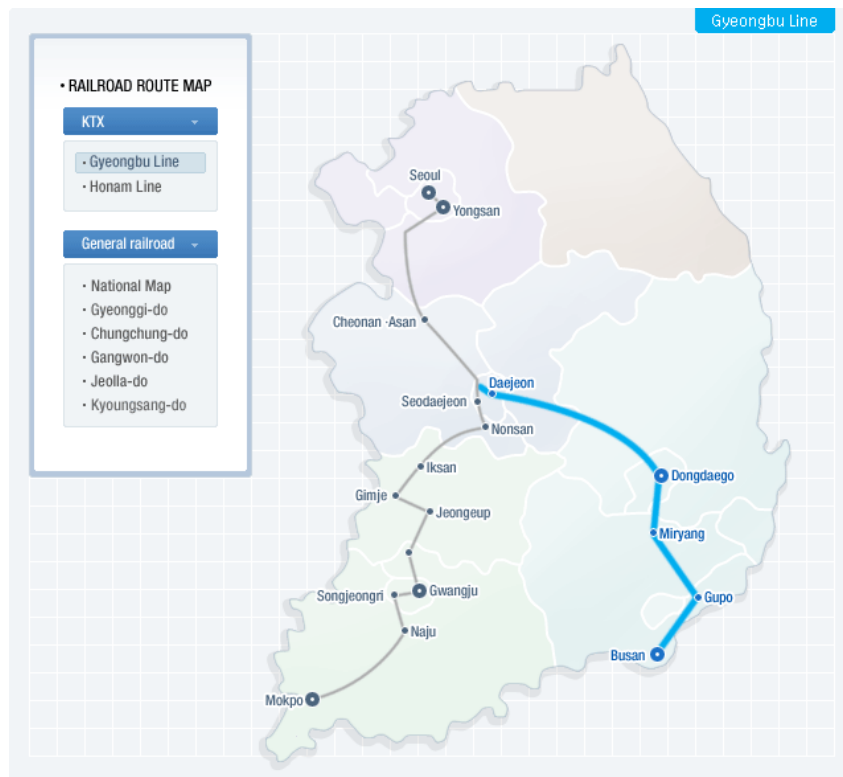 Gyeongbu Line
• RAILROAD ROUTE MAP
KTX
· Gyeongbu Line
· Honam Line
General railroad
· National Map
· Gyeonggi-do
· Chungchung-do
· Gangwon-do
· Jeolla-do
· Kyoungsang-do
Seoul
Yongsan
Cheonan ·Asan
Daejeon
Seodaejeon
Nonsan
Iksan
Dongdaego
Gimje
Jeongeup
Miryang
Songjeongri
Gwangju
Gupo
Naju
Busan
Mokpo